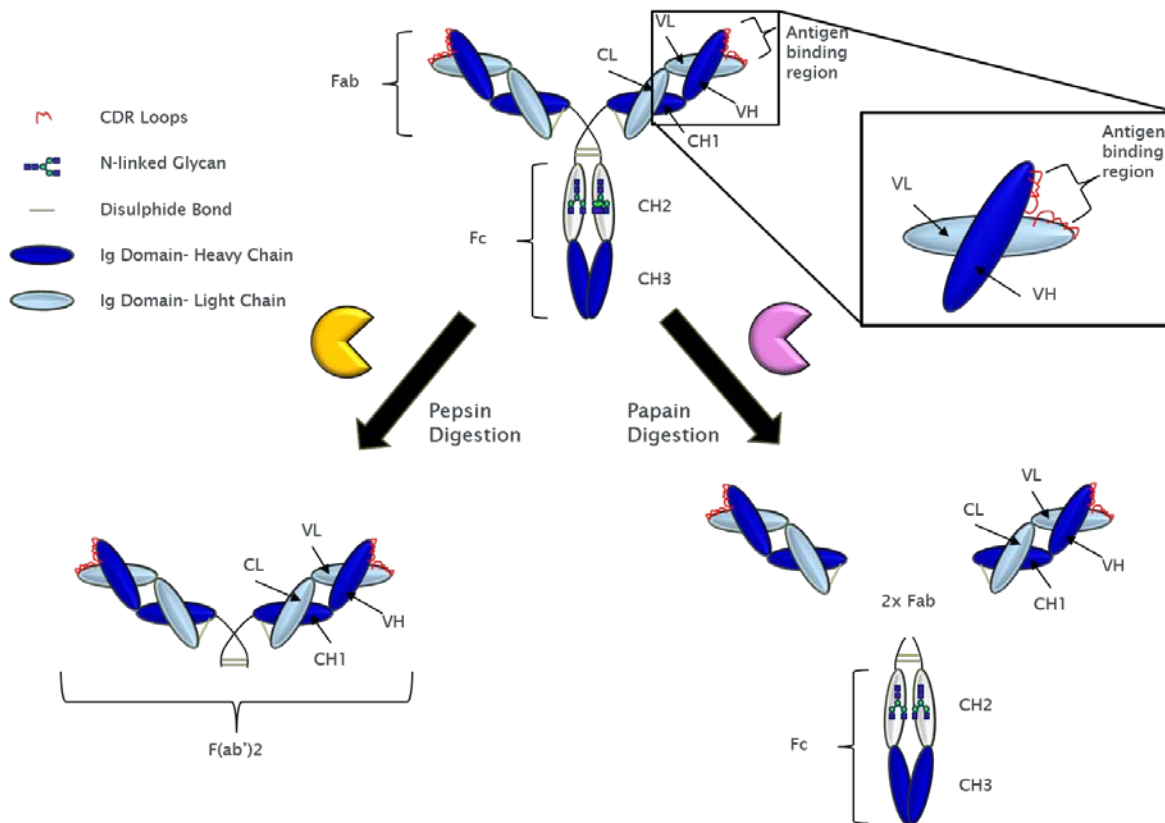 VL
Antigen
binding
region
CL
Fab
VH
CH1
CDR Loops
N-linked Glycan
Disulphide Bond
Ig Domain- Heavy Chain
Ig Domain- Light Chain
Fc
CH2
CH3
Antigen
binding
region
VL
VH
Pepsin
Digestion
Papain
Digestion
VL
CL
VH
CH1
F(ab')2
VL
CL
VH
CH1
2x Fab
Fc
CH2
CH3